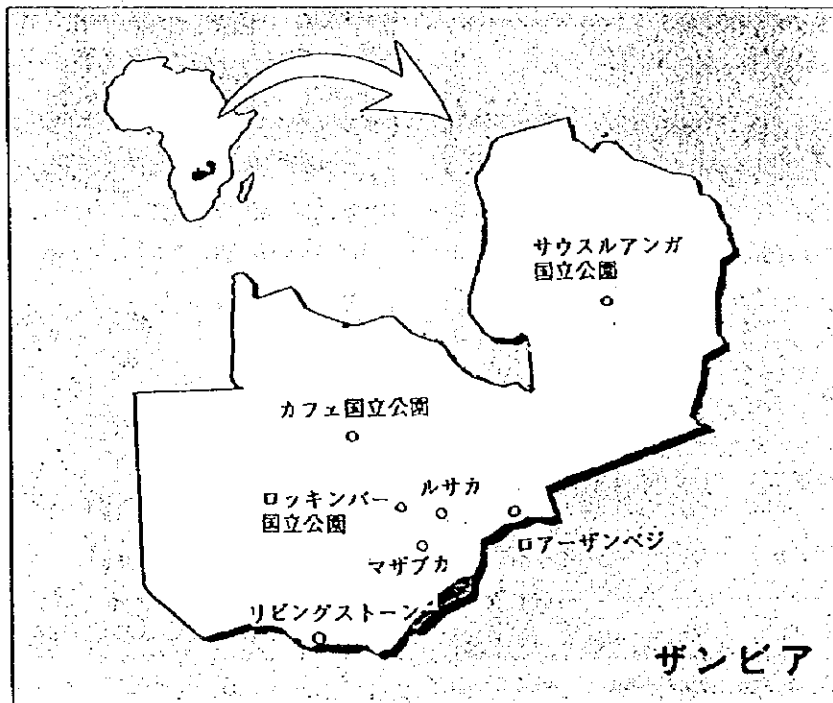 サウスルアンガ
国立公園
カフェ国立公園
ロッキンバー
国立公園
ルサカ
ロアーザンベジ
マザブカ
リビングストーン
ザンビア